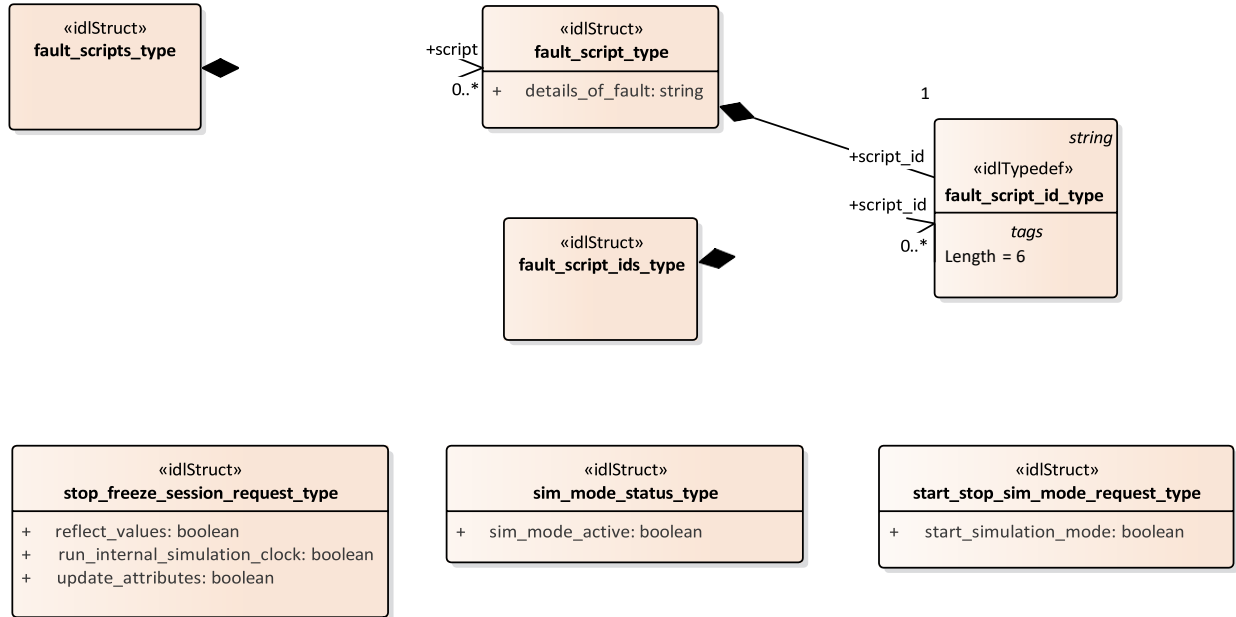 «idlStruct»
fault_scripts_type
+script
0..*
«idlStruct»
fault_script_type
+ details_of_fault: string
1
+script_id
+script_id
0..*
string
«idlTypedef»
fault_script_id_type
tags
Length = 6
«idlStruct»
fault_script_ids_type
«idlStruct»
stop_freeze_session_request_type
+ reflect_values: boolean
+ run_internal_simulation_clock: boolean
+ update_attributes: boolean
«idlStruct»
sim_mode_status_type
+ sim_mode_active: boolean
«idlStruct»
start_stop_sim_mode_request_type
+ start_simulation_mode: boolean